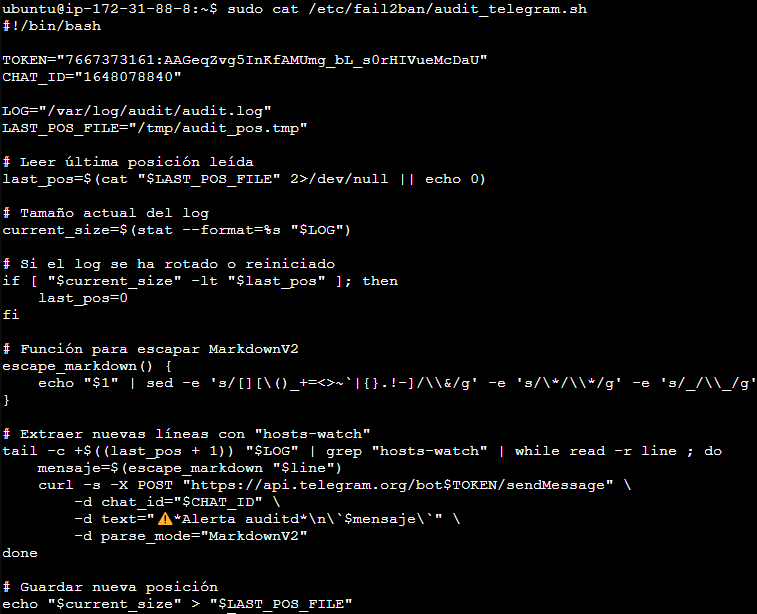 ubuntu@ip-172-31-88-8:~$ sudo cat /etc/fail2ban/audit_telegram.sh
#!/bin/bash

TOKEN="7667373161:AAGeqZvg5InKfAMUmg_bL_s0rHIVueMcDaU"
CHAT_ID="1648078840"

LOG="/var/log/audit/audit.log"
LAST_POS_FILE="/tmp/audit_pos.tmp"

# Leer última posición leída
last_pos=$(cat "$LAST_POS_FILE" 2>/dev/null || echo 0)

# Tamaño actual del log
current_size=$(stat --format=%s "$LOG")

# Si el log se ha rotado o reiniciado
if [ "$current_size" -lt "$last_pos" ]; then
    last_pos=0
fi

# Función para escapar MarkdownV2
escape_markdown() {
    echo "$1" | sed -e 's/[][\()_+=<>~`|{}.!-]/\\&/g' -e 's/\*/\\*/g' -e 's/_/\\_/g'
}

# Extraer nuevas líneas con "hosts-watch"
tail -c +$((last_pos + 1)) "$LOG" | grep "hosts-watch" | while read -r line ; do
    mensaje=$(escape_markdown "$line")
    curl -s -X POST "https://api.telegram.org/bot$TOKEN/sendMessage" \
        -d chat_id="$CHAT_ID" \
        -d text="⚠️*Alerta auditd*\n\`$mensaje\`" \
        -d parse_mode="MarkdownV2"
done

# Guardar nueva posición
echo "$current_size" > "$LAST_POS_FILE"